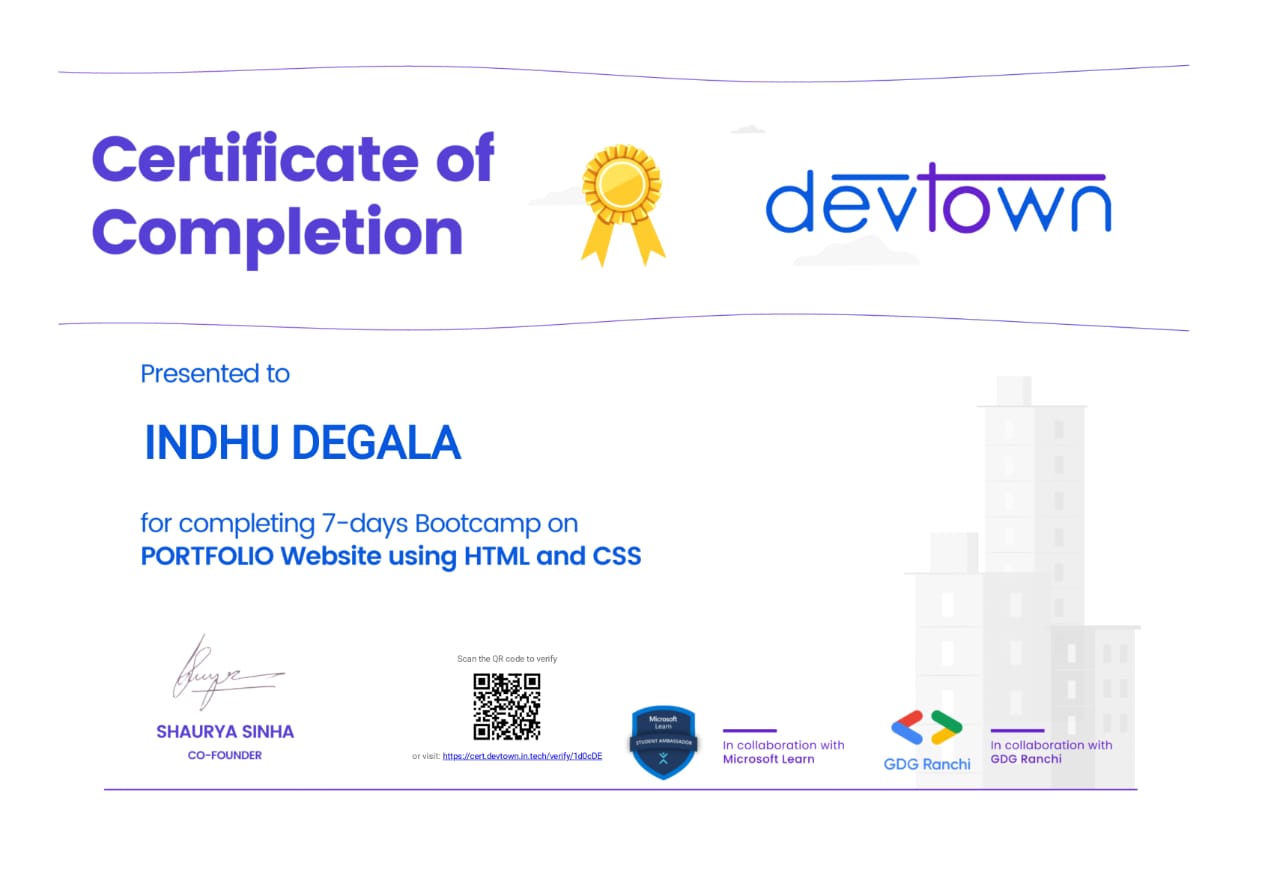 Certificate of
Completion
devtown
Presented to
INDHU DEGALA
for completing 7-days Bootcamp on
PORTFOLIO Website using HTML and CSS
SHAURYA SINHA
CO-FOUNDER
Scan the QR code to verify
or visit: https://cert.devtown.in.tech/verify/1d0cDE
Microsoft
Learn
STUDENT AMBASSADOR
In collaboration with
Microsoft Learn
GDG Ranchi
In collaboration with
GDG Ranchi